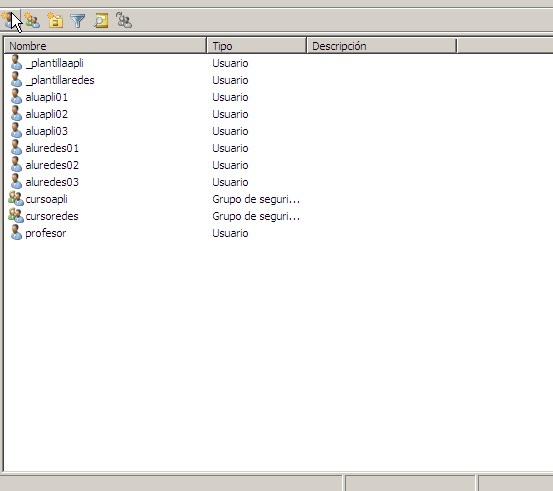 Nombre Tipo Descripción
_plantillaapli Usuario
_plantillaredes Usuario
aluapli01 Usuario
aluapli02 Usuario
aluapli03 Usuario
aluredes01 Usuario
aluredes02 Usuario
aluredes03 Usuario
cursoapli Grupo de seguri...
cursoredes Grupo de seguri...
profesor Usuario